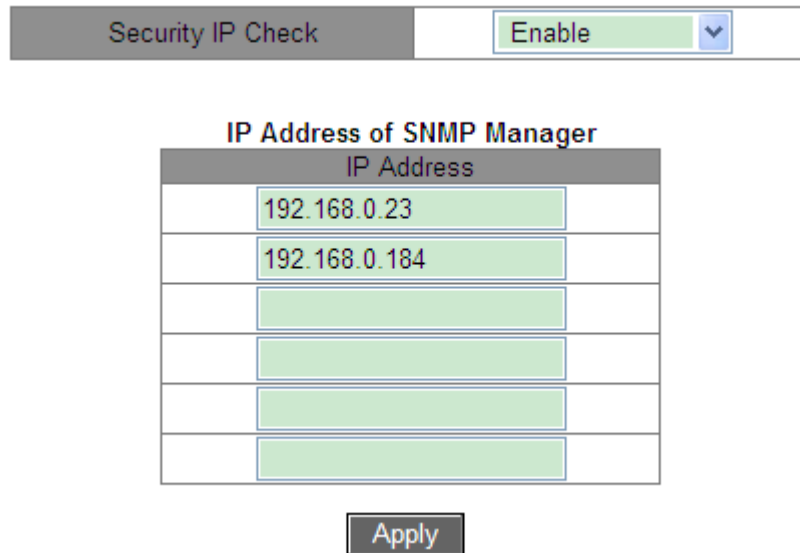 Security IP Check Enable
IP Address of SNMP Manager
IP Address
192.168.0.23
192.168.0.184
Apply